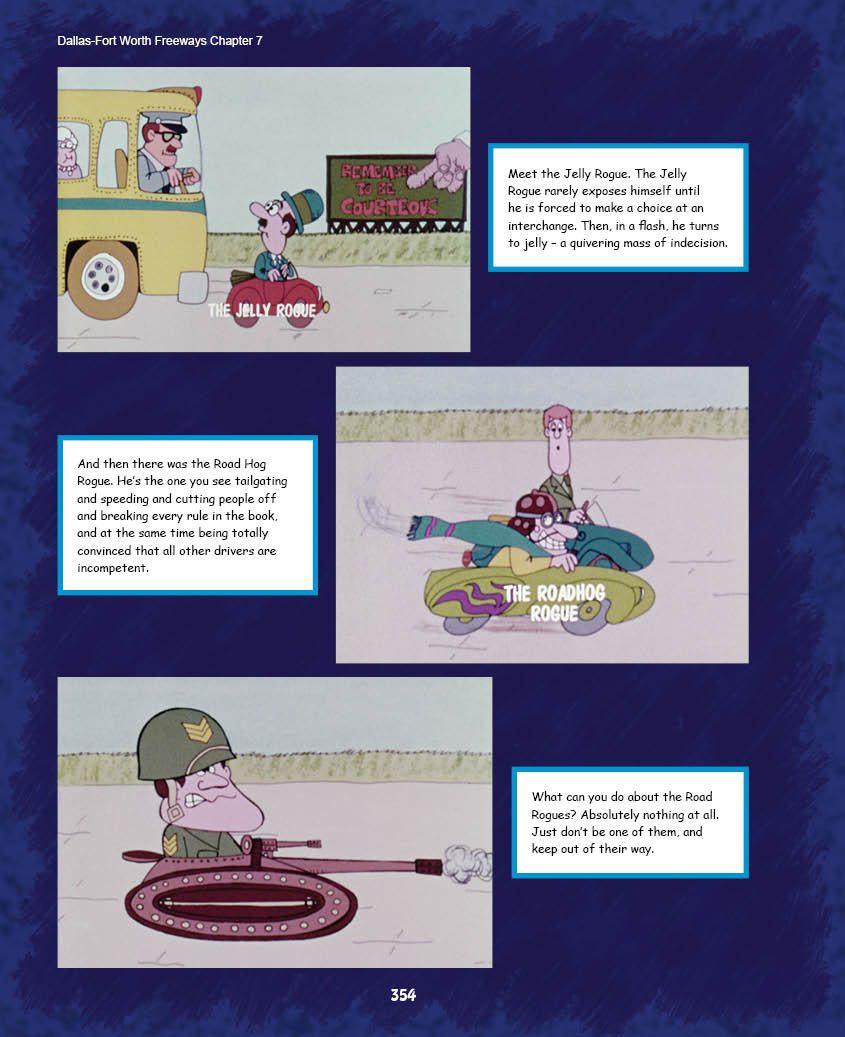 Dallas-Fort Worth Freeways Chapter 7
REMEMBER
TO BE
COURTEOUS
THE JELLY ROGUE
Meet the Jelly Rogue. The Jelly
Rogue rarely exposes himself until
he is forced to make a choice at an
interchange. Then, in a flash, he turns
to jelly – a quivering mass of indecision.
And then there was the Road Hog
Rogue. He's the one you see tailgating
and speeding and cutting people off
and breaking every rule in the book,
and at the same time being totally
convinced that all other drivers are
incompetent.
THE ROADHOG
ROGUE
What can you do about the Road
Rogues? Absolutely nothing at all.
Just don't be one of them, and
keep out of their way.
354